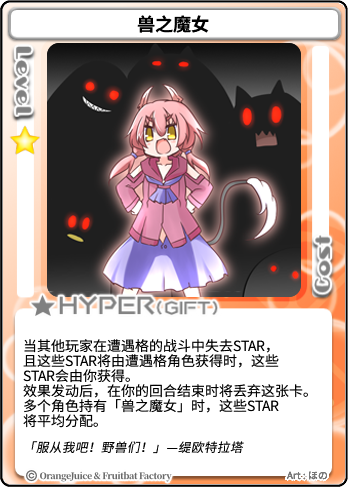 兽之魔女
Level
Cost
HYPER(GIFT)
当其他玩家在遭遇格的战斗中失去STAR,
且这些STAR将由遭遇格角色获得时，这些
STAR会由你获得。
效果发动后，在你的回合结束时将丢弃这张卡。
多个角色持有「兽之魔女」时，这些STAR
将平均分配。
「服从我吧！野兽们！」—缇欧特拉塔
© OrangeJuice & Fruitbat Factory
Art : ほの